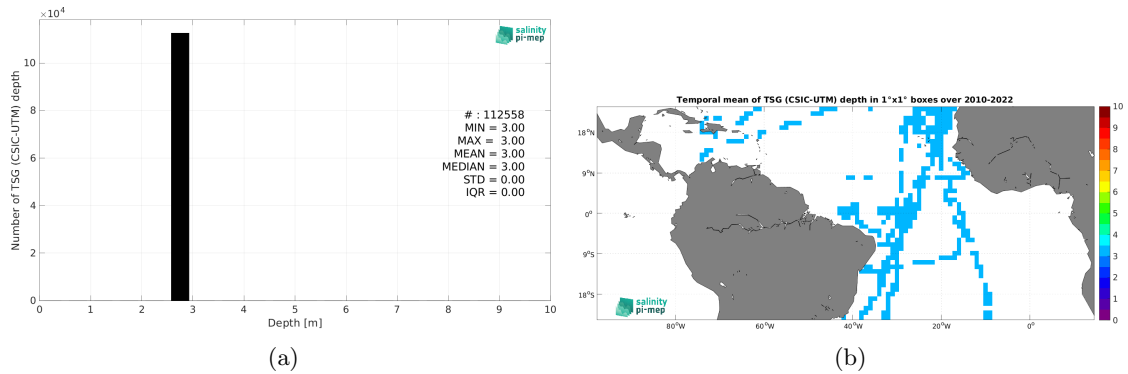 ×10⁴
salinity
pi-mep
Number of TSG (CSIC-UTM) depth
10
8
6
4
2
0
# : 112558
MIN = 3.00
MAX = 3.00
MEAN = 3.00
MEDIAN = 3.00
STD = 0.00
IQR = 0.00
0 1 2 3 4 5 6 7 8 9 10
Depth [m]
(a)
Temporal mean of TSG (CSIC-UTM) depth in 1°x1° boxes over 2010-2022
18°N
9°N
0°
9°S
18°S
salinity
pi-mep
80°W 60°W 40°W 20°W 0°
10
9
8
7
6
5
4
3
2
1
0
(b)